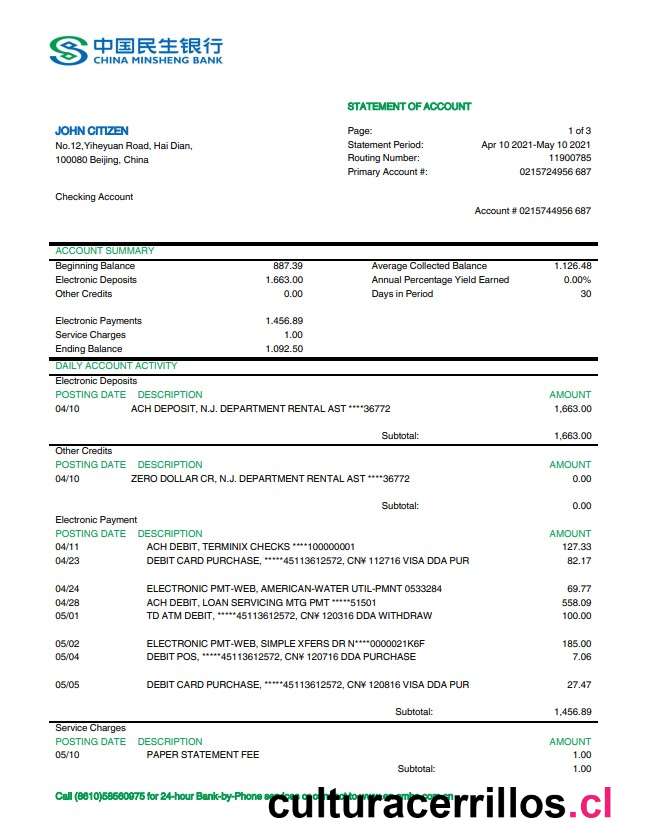 中国民生银行
CHINA MINSHENG BANK
STATEMENT OF ACCOUNT
JOHN CITIZEN
No.12,Yiheyuan Road, Hai Dian,
100080 Beijing, China
Page: 1 of 3
Statement Period: Apr 10 2021-May 10 2021
Routing Number: 11900785
Primary Account #: 0215724956 687
Checking Account
Account # 0215744956 687
ACCOUNT SUMMARY
Beginning Balance 887.39 Average Collected Balance 1.126.48
Electronic Deposits 1.663.00 Annual Percentage Yield Earned 0.00%
Other Credits 0.00 Days in Period 30
Electronic Payments 1.456.89
Service Charges 1.00
Ending Balance 1.092.50
DAILY ACCOUNT ACTIVITY
Electronic Deposits
POSTING DATE DESCRIPTION AMOUNT
04/10 ACH DEPOSIT, N.J. DEPARTMENT RENTAL AST ****36772 1,663.00
Subtotal: 1,663.00
Other Credits
POSTING DATE DESCRIPTION AMOUNT
04/10 ZERO DOLLAR CR, N.J. DEPARTMENT RENTAL AST ****36772 0.00
Subtotal: 0.00
Electronic Payment
POSTING DATE DESCRIPTION AMOUNT
04/11 ACH DEBIT, TERMINIX CHECKS ****100000001 127.33
04/23 DEBIT CARD PURCHASE, *****45113612572, CN¥ 112716 VISA DDA PUR 82.17
04/24 ELECTRONIC PMT-WEB, AMERICAN-WATER UTIL-PMNT 0533284 69.77
04/28 ACH DEBIT, LOAN SERVICING MTG PMT *****51501 558.09
05/01 TD ATM DEBIT, *****45113612572, CN¥ 120316 DDA WITHDRAW 100.00
05/02 ELECTRONIC PMT-WEB, SIMPLE XFERS DR N****0000021K6F 185.00
05/04 DEBIT POS, *****45113612572, CN¥ 120716 DDA PURCHASE 7.06
05/05 DEBIT CARD PURCHASE, *****45113612572, CN¥ 120816 VISA DDA PUR 27.47
Subtotal: 1,456.89
Service Charges
POSTING DATE DESCRIPTION AMOUNT
05/10 PAPER STATEMENT FEE 1.00
Subtotal: 1.00
Call (8610)58560975 for 24-hour Bank-by-Phone
culturacerrillos.cl